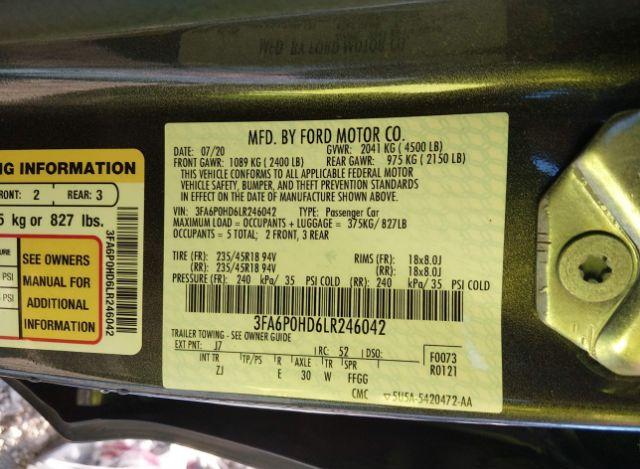 MFD. BY FORD MOTOR CO.
DATE: 07/20 GVWR: 2041 KG ( 4500 LB)
FRONT GAWR: 1089 KG ( 2400 LB) REAR GAWR: 975 KG ( 2150 LB)
THIS VEHICLE CONFORMS TO ALL APPLICABLE FEDERAL MOTOR
VEHICLE SAFETY, BUMPER, AND THEFT PREVENTION STANDARDS
IN EFFECT ON THE DATE OF MANUFACTURE SHOWN ABOVE.
VIN: 3FA6P0HD6LR246042 TYPE: Passenger Car
MAXIMUM LOAD = OCCUPANTS + LUGGAGE = 375KG/ 827LB
OCCUPANTS = 5 TOTAL; 2 FRONT, 3 REAR
TIRE (FR): 235/45R18 94V RIMS (FR): 18x8.0J
(RR): 235/45R18 94V (RR): 18x8.0J
PRESSURE (FR): 240 kPa/ 35 PSI COLD (RR): 240 kPa/ 35 PSI COLD
3FA6P0HD6LR246042
TRAILER TOWING - SEE OWNER GUIDE
EXT PNT: J7 RC: 52 DSO: F0073
INT TR TP/PS R AXLE TR SPR R0121
ZJ E 30 W FFGG
CMC 5U5A-5420472-AA
NG INFORMATION
FRONT: 2 REAR: 3
5 kg or 827 lbs.
SEE OWNERS
MANUAL FOR
ADDITIONAL
INFORMATION
PSI
PSI
3FA6P0HD6LR246042
MFD. BY FORD MOTOR CO